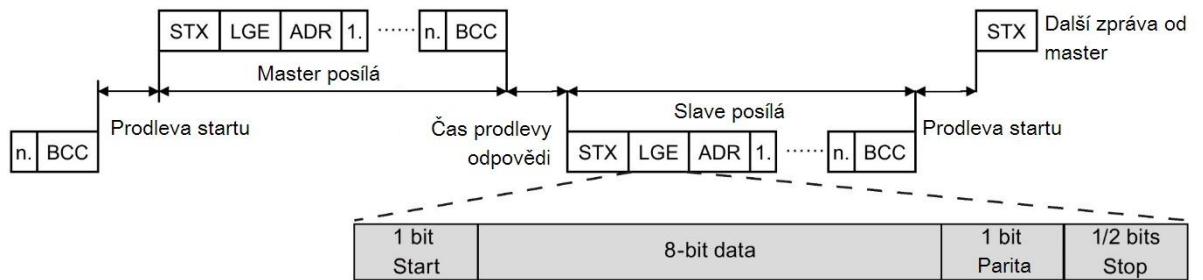 STX LGE ADR 1. ...... n. BCC
STX
Další zpráva od
master
Master posílá
Slave posílá
Prodleva startu
Čas prodlevy
odpovědi
Prodleva startu
n. BCC
STX LGE ADR 1. ...... n. BCC
1 bit
Start
8-bit data
1 bit
Parita
1/2 bits
Stop